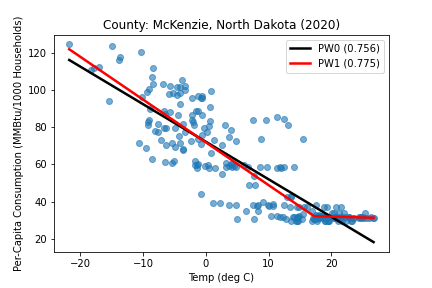 County: McKenzie, North Dakota (2020)
PW0 (0.756)
PW1 (0.775)
Per-Capita Consumption (MMBtu/1000 Households)
120
100
80
60
40
20
−20 −10 0 10 20
Temp (deg C)